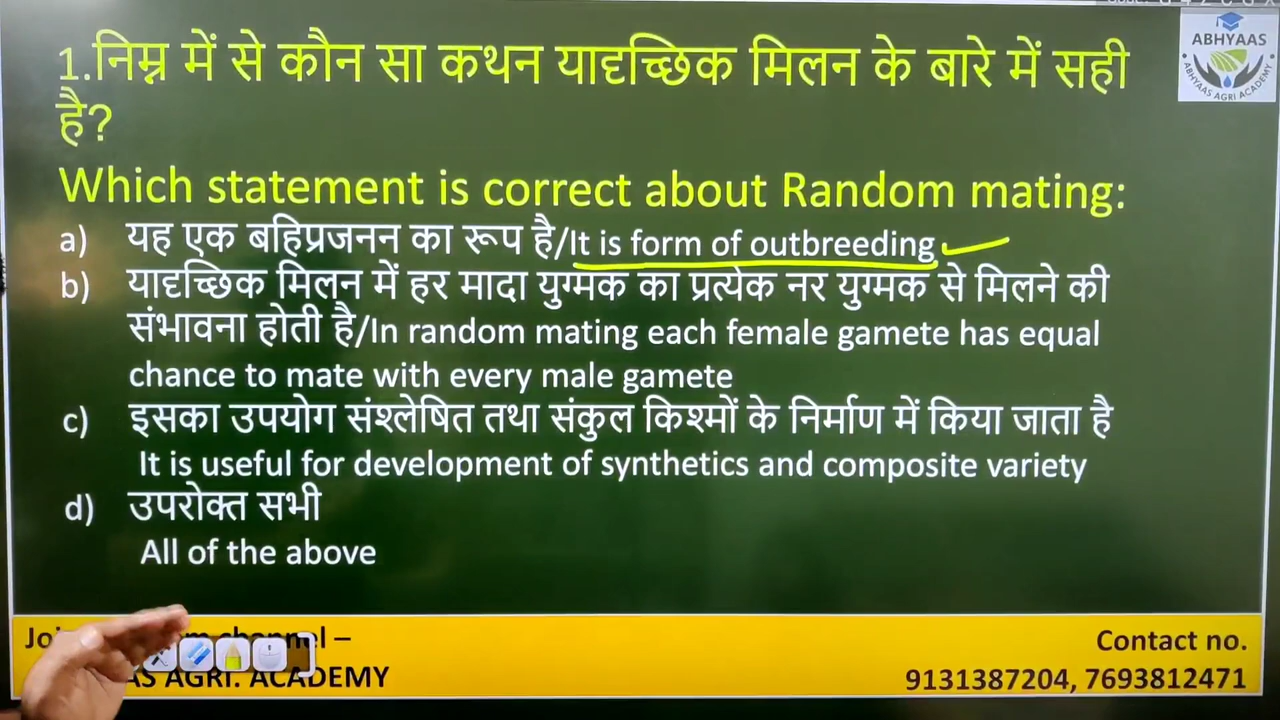 ABHYAAS
ABHYAAS AGRI ACADEMY
1.निम्न में से कौन सा कथन यादृच्छिक मिलन के बारे में सही
है?
Which statement is correct about Random mating:
a) यह एक बहिप्रजनन का रूप है/It is form of outbreeding
b) यादृच्छिक मिलन में हर मादा युग्मक का प्रत्येक नर युग्मक से मिलने की
संभावना होती है/In random mating each female gamete has equal
chance to mate with every male gamete
c) इसका उपयोग संश्लेषित तथा संकुल किश्मों के निर्माण में किया जाता है
It is useful for development of synthetics and composite variety
d) उपरोक्त सभी
All of the above
channel –
AGRI. ACADEMY
Contact no.
9131387204, 7693812471